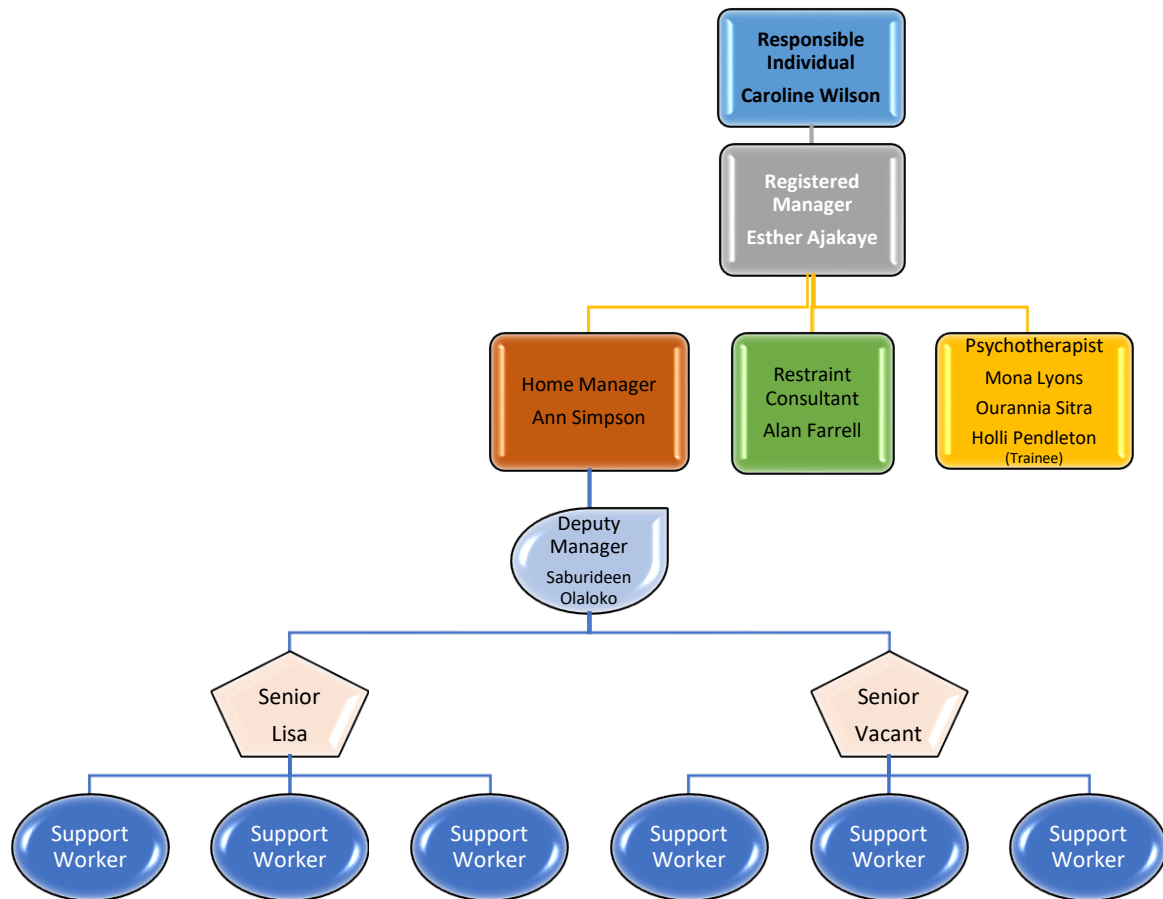 Responsible
Individual
Caroline Wilson
Registered
Manager
Esther Ajakaye
Home Manager
Ann Simpson
Restraint
Consultant
Alan Farrell
Psychotherapist
Mona Lyons
Ourannia Sitra
Holli Pendleton
(Trainee)
Deputy
Manager
Saburideen
Olaloko
Senior
Lisa
Senior
Vacant
Support
Worker
Support
Worker
Support
Worker
Support
Worker
Support
Worker
Support
Worker